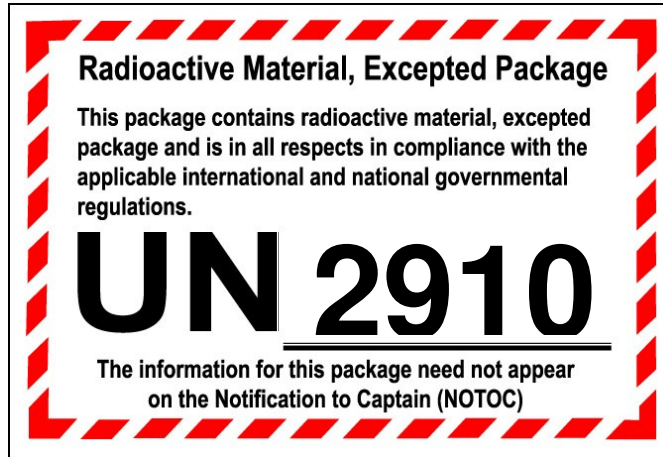 Radioactive Material, Excepted Package
This package contains radioactive material, excepted
package and is in all respects in compliance with the
applicable international and national governmental
regulations.
UN 2910
The information for this package need not appear
on the Notification to Captain (NOTOC)